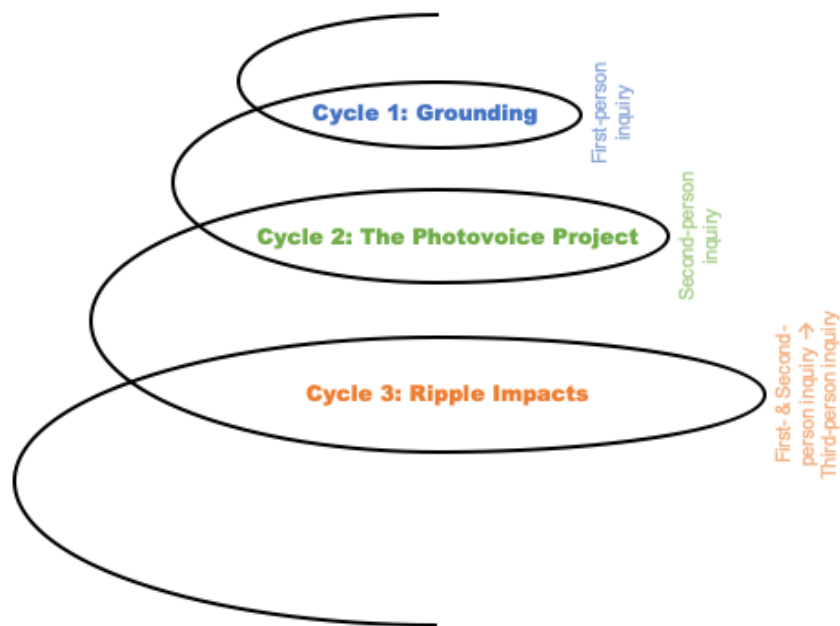 Cycle 1: Grounding
First-person
inquiry
Cycle 2: The Photovoice Project
Second-person
inquiry
Cycle 3: Ripple Impacts
First- & Second-
person inquiry →
Third-person inquiry